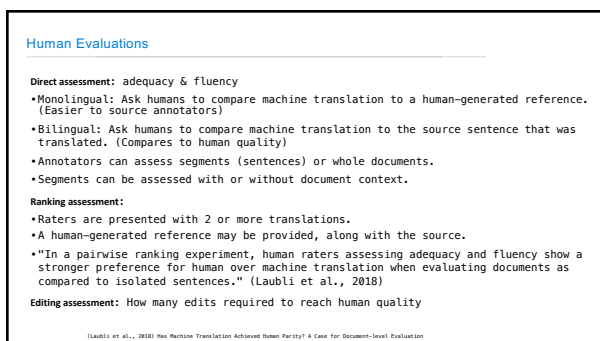 Human Evaluations
Direct assessment: adequacy & fluency
•Monolingual: Ask humans to compare machine translation to a human-generated reference.
(Easier to source annotators)
•Bilingual: Ask humans to compare machine translation to the source sentence that was
translated. (Compares to human quality)
•Annotators can assess segments (sentences) or whole documents.
•Segments can be assessed with or without document context.
Ranking assessment:
•Raters are presented with 2 or more translations.
•A human-generated reference may be provided, along with the source.
•"In a pairwise ranking experiment, human raters assessing adequacy and fluency show a
stronger preference for human over machine translation when evaluating documents as
compared to isolated sentences." (Laubli et al., 2018)
Editing assessment: How many edits required to reach human quality
(Laubli et al., 2018) Has Machine Translation Achieved Human Parity? A Case for Document-level Evaluation